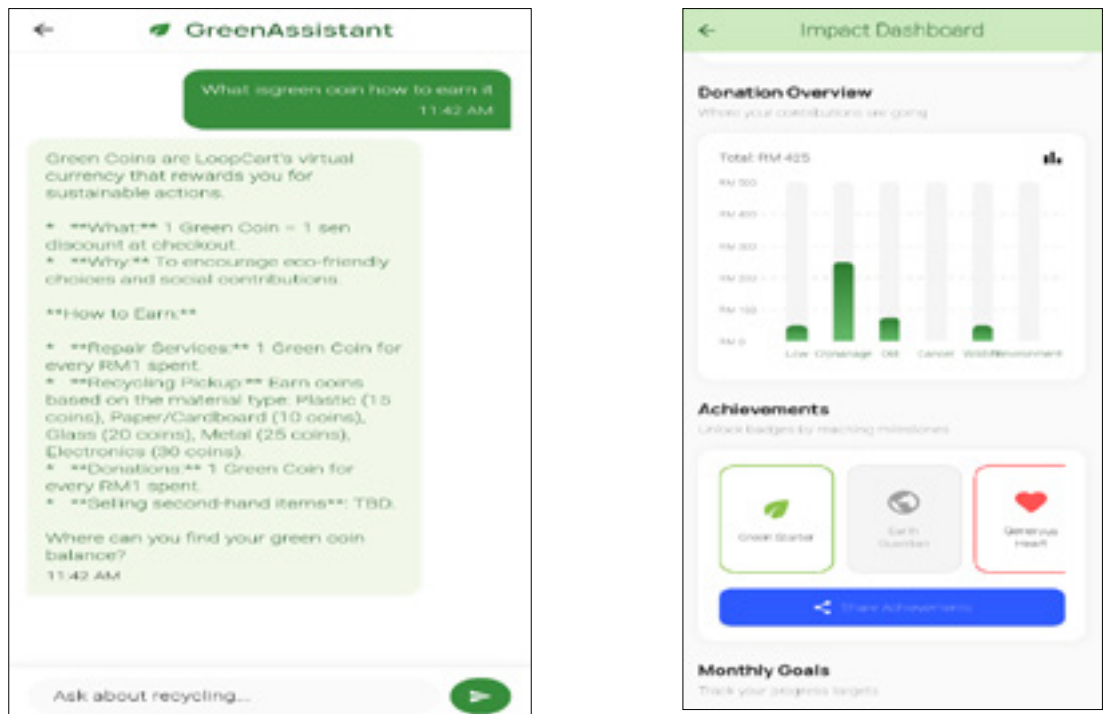 GreenAssistant
What isgreen coin how to earn it
11:42 AM
Green Coins are LoopCart's virtual
currency that rewards you for
sustainable actions.
* **What:** 1 Green Coin = 1 sen
discount at checkout.
* **Why:** To encourage eco-friendly
choices and social contributions.
**How to Earn:**
* **Repair Services:** 1 Green Coin for
every RM1 spent.
* **Recycling Pickup:** Earn coins
based on the material type: Plastic (15
coins), Paper/Cardboard (10 coins),
Glass (20 coins), Metal (25 coins),
Electronics (30 coins).
* **Donations:** 1 Green Coin for
every RM1 spent.
* **Selling second-hand items**: TBD.
Where can you find your green coin
balance?
11:42 AM
Ask about recycling...
Impact Dashboard
Donation Overview
Where your contributions are going
Total: RM 425
RM 500
RM 400
RM 300
RM 200
RM 100
RM 0
Low Orphanage Old Cancer Wildlife Environment
Achievements
Unlock badges by reaching milestones
Green Starter
Earth
Guardian
Generous
Heart
Share Achievements
Monthly Goals
Track your progress targets